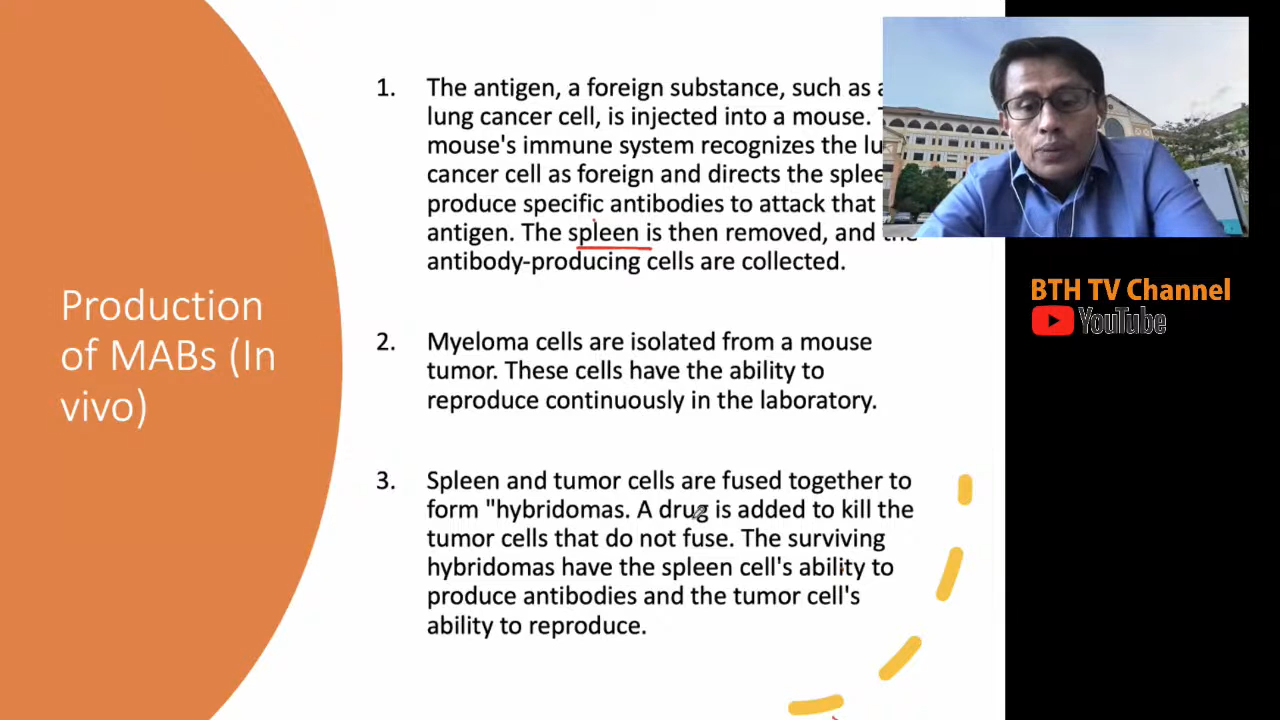 Production
of MABs (In
vivo)
1. The antigen, a foreign substance, such as a
lung cancer cell, is injected into a mouse.
mouse's immune system recognizes the lu
cancer cell as foreign and directs the splee
produce specific antibodies to attack that
antigen. The spleen is then removed, and the
antibody-producing cells are collected.
2. Myeloma cells are isolated from a mouse
tumor. These cells have the ability to
reproduce continuously in the laboratory.
3. Spleen and tumor cells are fused together to
form "hybridomas. A drug is added to kill the
tumor cells that do not fuse. The surviving
hybridomas have the spleen cell's ability to
produce antibodies and the tumor cell's
ability to reproduce.
BTH TV Channel
YouTube